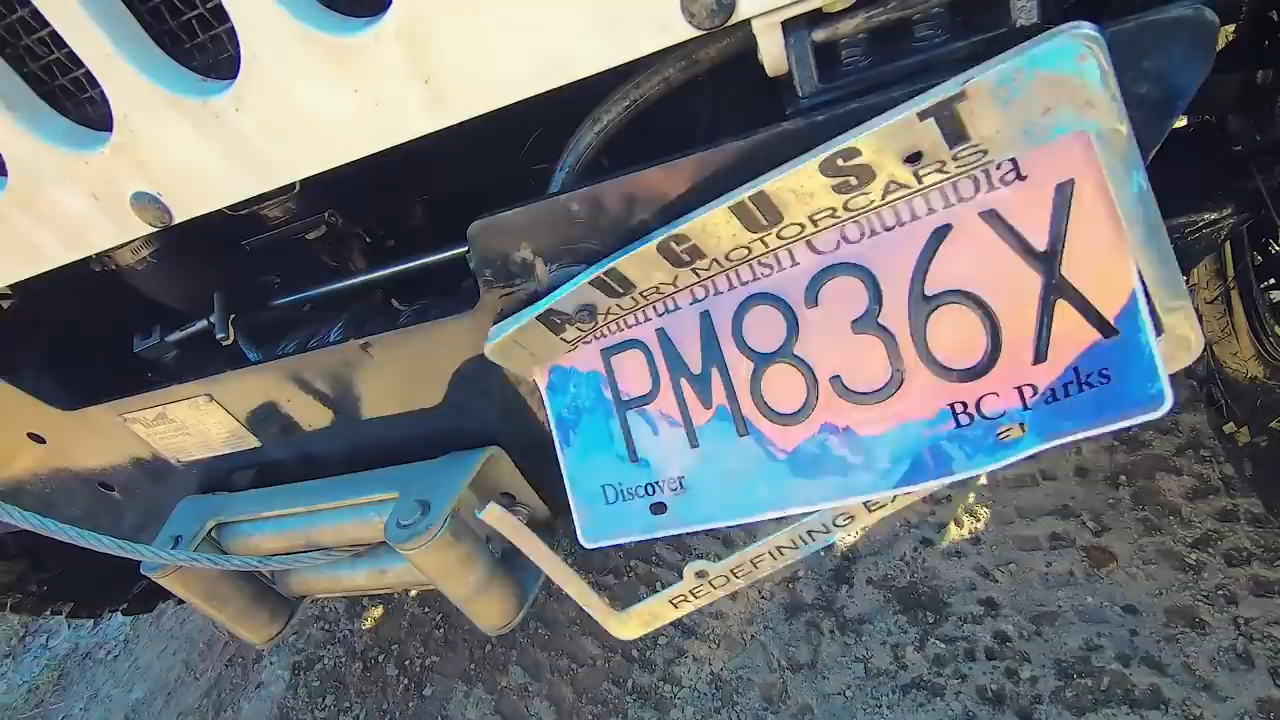 AUGUST
LUXURY MOTORCARS
Beautiful British Columbia
PM836X
BC Parks
Discover
REDEFINING